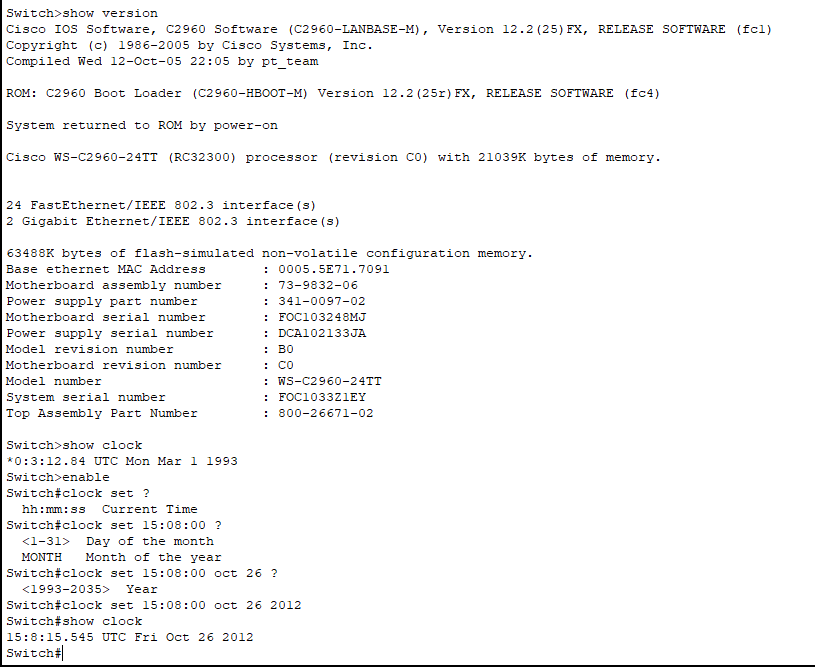 Switch>show version
Cisco IOS Software, C2960 Software (C2960-LANBASE-M), Version 12.2(25)FX, RELEASE SOFTWARE (fc1)
Copyright (c) 1986-2005 by Cisco Systems, Inc.
Compiled Wed 12-Oct-05 22:05 by pt_team
ROM: C2960 Boot Loader (C2960-HBOOT-M) Version 12.2(25r)FX, RELEASE SOFTWARE (fc4)
System returned to ROM by power-on
Cisco WS-C2960-24TT (RC32300) processor (revision C0) with 21039K bytes of memory.
24 FastEthernet/IEEE 802.3 interface(s)
2 Gigabit Ethernet/IEEE 802.3 interface(s)
63488K bytes of flash-simulated non-volatile configuration memory.
Base ethernet MAC Address       : 0005.5E71.7091
Motherboard assembly number     : 73-9832-06
Power supply part number        : 341-0097-02
Motherboard serial number       : FOC103248MJ
Power supply serial number      : DCA102133JA
Model revision number           : B0
Motherboard revision number     : C0
Model number                    : WS-C2960-24TT
System serial number            : FOC1033Z1EY
Top Assembly Part Number        : 800-26671-02
Switch>show clock
*0:3:12.84 UTC Mon Mar 1 1993
Switch>enable
Switch#clock set ?
  hh:mm:ss  Current Time
Switch#clock set 15:08:00 ?
  <1-31>  Day of the month
  MONTH   Month of the year
Switch#clock set 15:08:00 oct 26 ?
  <1993-2035>  Year
Switch#clock set 15:08:00 oct 26 2012
Switch#show clock
15:8:15.545 UTC Fri Oct 26 2012
Switch#